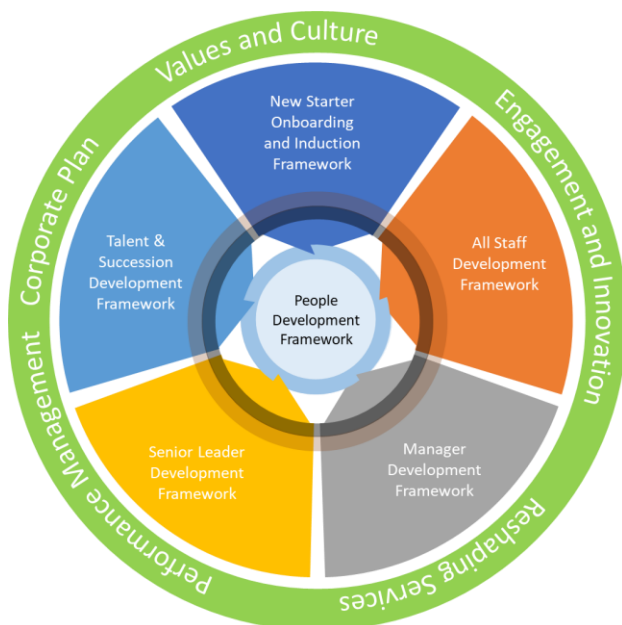 Values and Culture
Engagement and Innovation
Reshaping Services
Performance Management
Corporate Plan
New Starter
Onboarding
and Induction
Framework
All Staff
Development
Framework
Manager
Development
Framework
Senior Leader
Development
Framework
Talent &
Succession
Development
Framework
People
Development
Framework